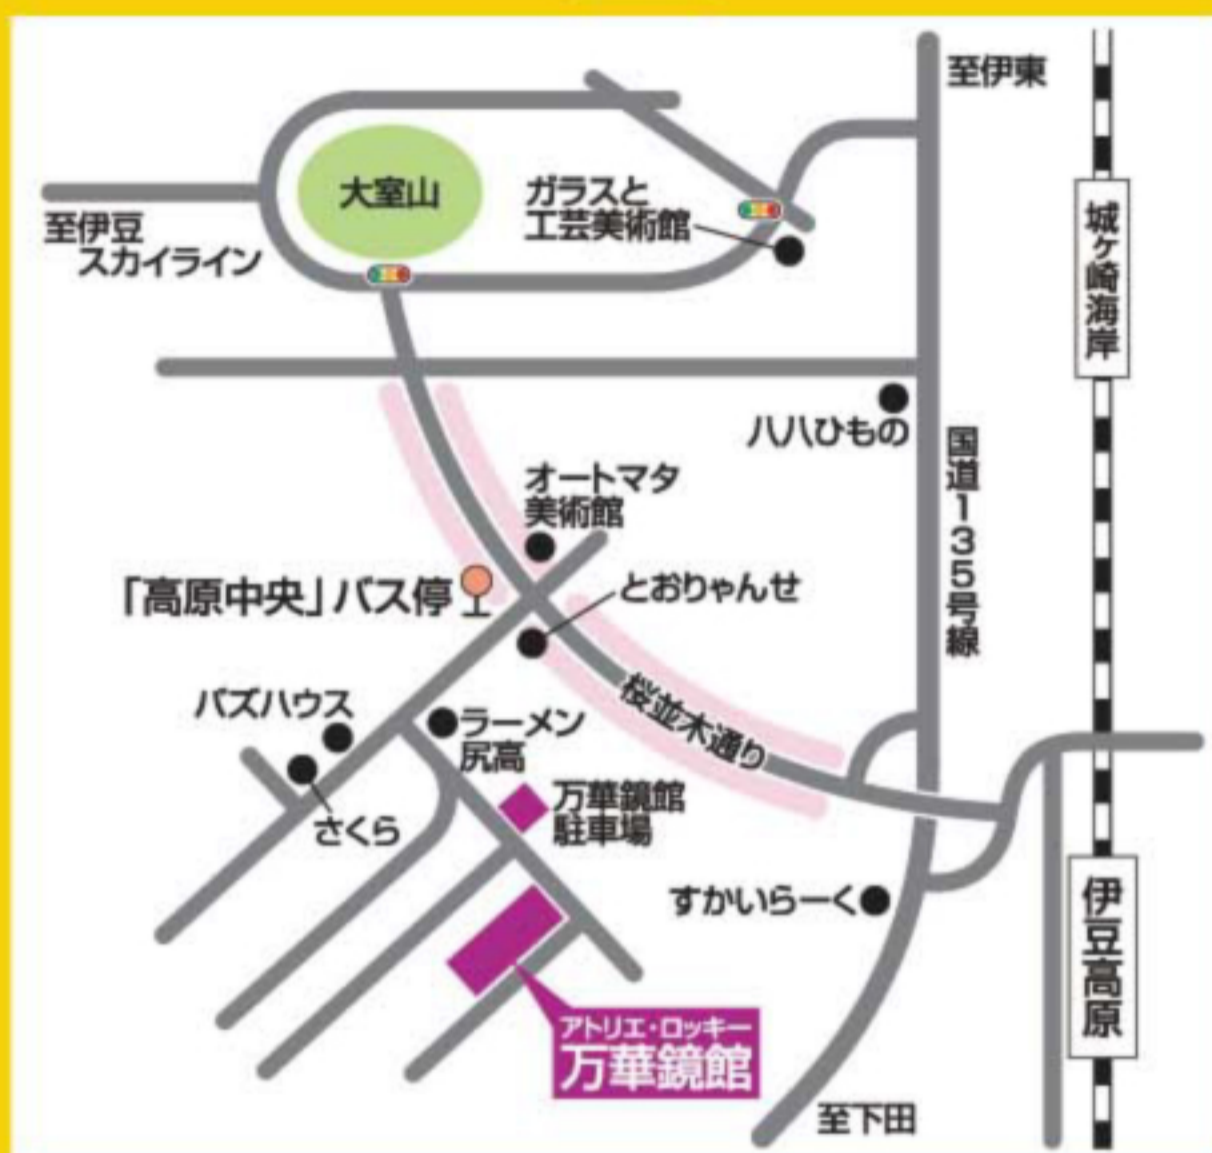 至伊東
大室山
ガラスと
工芸美術館
至伊豆
スカイライン
城ヶ崎海岸
八八ひもの
国道135号線
オートマタ
美術館
「高原中央」バス停
とおりゃんせ
桜並木通り
バズハウス
ラーメン
尻高
さくら
万華鏡館
駐車場
すかいらーく
伊豆高原
アトリエ・ロッキー
万華鏡館
至下田